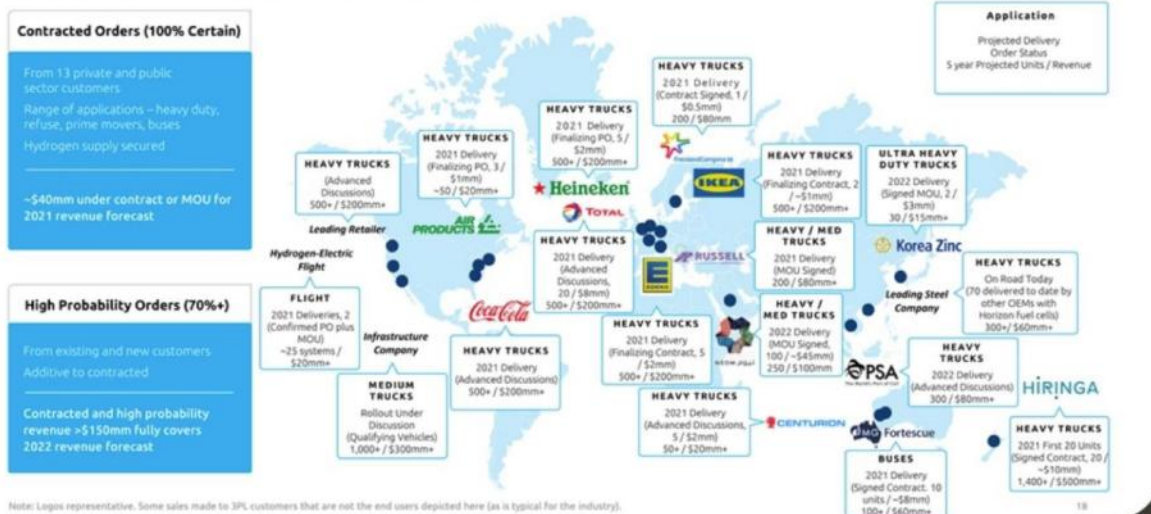 Contracted Orders (100% Certain)
From 13 private and public
sector customers
Range of applications – heavy duty,
refuse, prime movers, buses
Hydrogen supply secured
~$40mm under contract or MOU for
2021 revenue forecast
High Probability Orders (70%+)
From existing and new customers
Additive to contracted
Contracted and high probability
revenue >$150mm fully covers
2022 revenue forecast
Application
Projected Delivery
Order Status
5 year Projected Units / Revenue
HEAVY TRUCKS
(Advanced
Discussions)
500+ / $200mm+
Leading Retailer
Hydrogen-Electric
Flight
FLIGHT
2021 Deliveries, 2
(Confirmed PO plus
MOU)
~25 systems /
$20mm+
Infrastructure
Company
MEDIUM
TRUCKS
Rollout Under
Discussion
(Qualifying Vehicles)
1,000+ / $300mm+
HEAVY TRUCKS
2021 Delivery
(Finalizing PO, 3 /
$1mm)
~50 / $20mm+
AIR
PRODUCTS
Coca-Cola
HEAVY TRUCKS
2021 Delivery
(Advanced Discussions)
500+ / $200mm+
HEAVY TRUCKS
2021 Delivery
(Finalizing PO, 5 /
$2mm)
500+ / $200mm+
Heineken
TOTAL
HEAVY TRUCKS
2021 Delivery
(Advanced
Discussions,
20 / $8mm)
500+ / $200mm+
HEAVY TRUCKS
2021 Delivery
(Contract Signed, 1 /
$0.5mm)
200 / $80mm
FrieslandCampina
IKEA
HEAVY TRUCKS
2021 Delivery
(Finalizing Contract, 2
/ ~$1mm)
500+ / $200mm+
E
EDEKA
HEAVY TRUCKS
2021 Delivery
(Finalizing Contract, 5
/ $2mm)
500+ / $200mm+
RUSSELL
HEAVY / MED
TRUCKS
2021 Delivery
(MOU Signed)
200 / $80mm+
NEOM نيوم
HEAVY /
MED TRUCKS
2022 Delivery
(MOU Signed,
100 / ~$45mm)
250 / $100mm
ULTRA HEAVY
DUTY TRUCKS
2022 Delivery
(Signed MOU, 2 /
$3mm)
30 / $15mm+
Korea Zinc
Leading Steel
Company
HEAVY TRUCKS
On Road Today
(70 delivered to date by
other OEMs with
Horizon fuel cells)
300+ / $60mm+
PSA
The World's Port of Call
HEAVY
TRUCKS
2022 Delivery
(Advanced Discussions)
300 / $80mm+
HEAVY TRUCKS
2021 Delivery
(Advanced Discussions,
5 / $2mm)
50+ / $20mm+
CENTURION
FMG Fortescue
BUSES
2021 Delivery
(Signed Contract. 10
units / ~$8mm)
100+ / $60mm+
HIRINGA
HEAVY TRUCKS
2021 First 20 Units
(Signed Contract, 20 /
~$10mm)
1,400+ / $500mm+
Note: Logos representative. Some sales made to 3PL customers that are not the end users depicted here (as is typical for the industry).
18